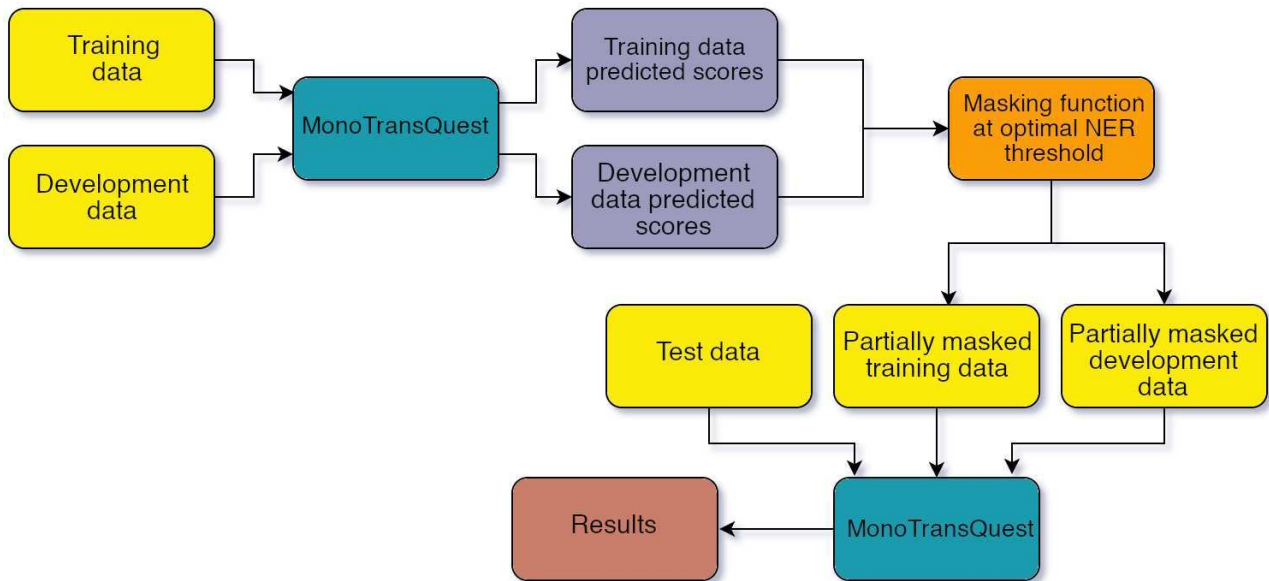 Training
data
Development
data
MonoTransQuest
Training data
predicted scores
Development
data predicted
scores
Masking function
at optimal NER
threshold
Test data
Partially masked
training data
Partially masked
development
data
Results
MonoTransQuest